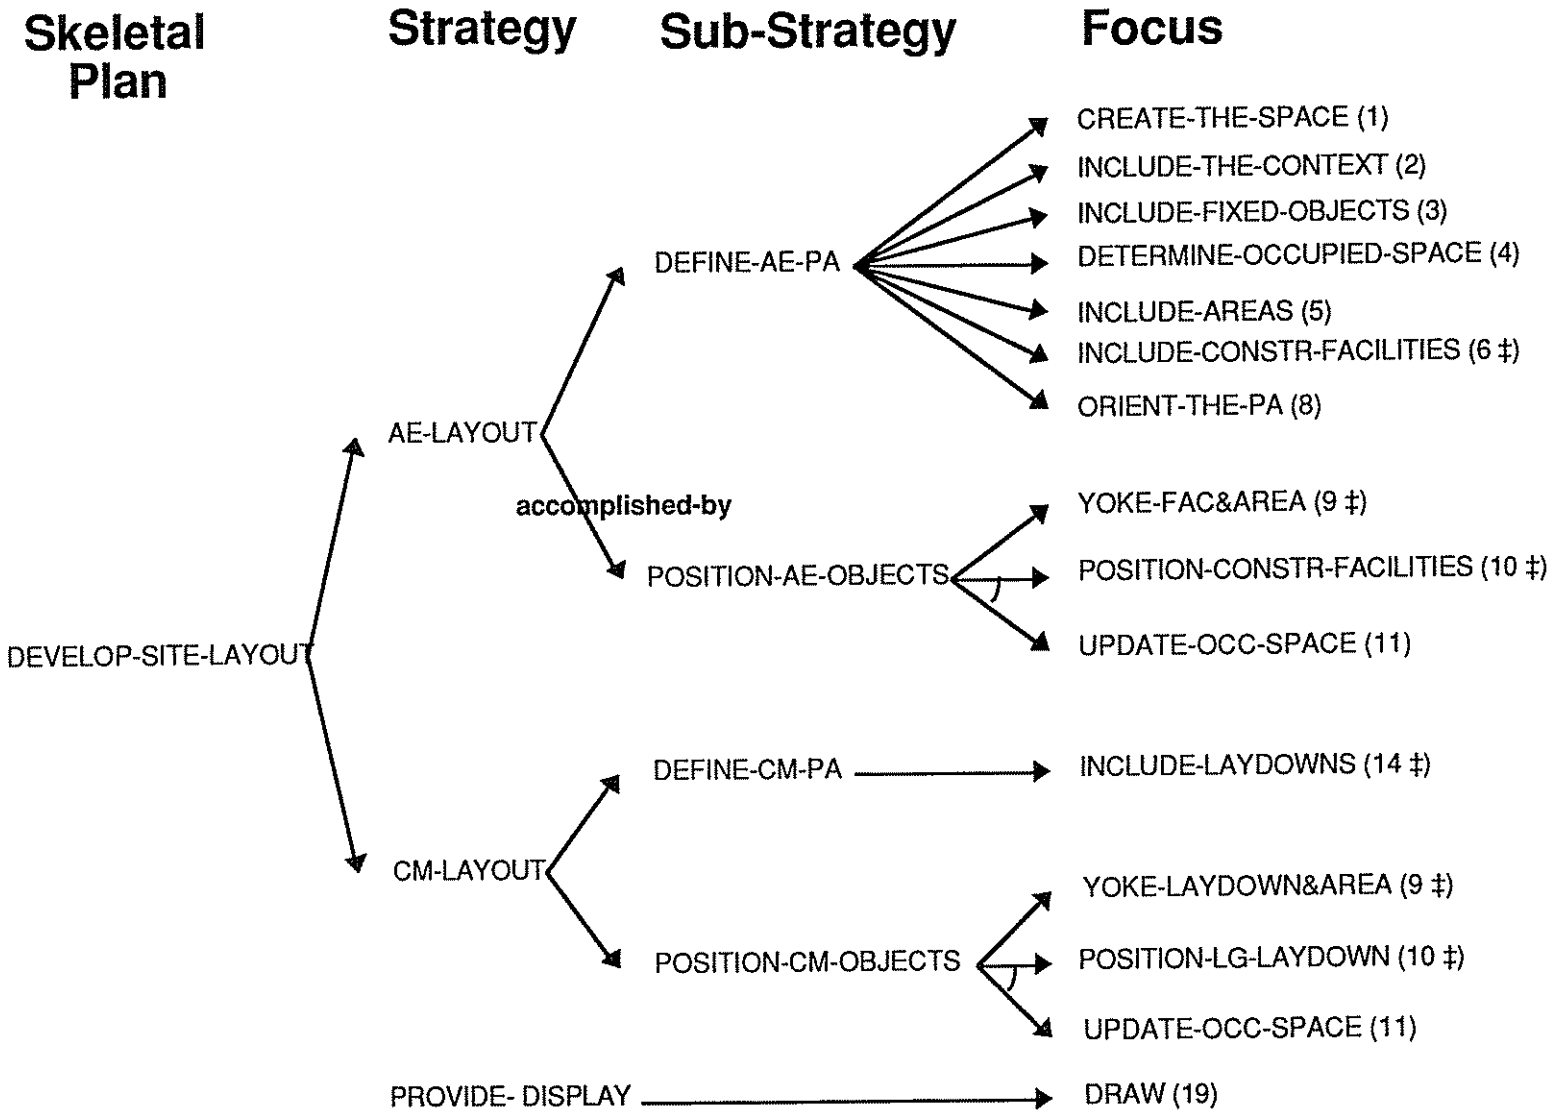 Skeletal
Plan
Strategy
Sub-Strategy
Focus
CREATE-THE-SPACE (1)
INCLUDE-THE-CONTEXT (2)
INCLUDE-FIXED-OBJECTS (3)
DEFINE-AE-PA
DETERMINE-OCCUPIED-SPACE (4)
INCLUDE-AREAS (5)
INCLUDE-CONSTR-FACILITIES (6 ‡)
ORIENT-THE-PA (8)
AE-LAYOUT
accomplished-by
YOKE-FAC&AREA (9 ‡)
POSITION-AE-OBJECTS
POSITION-CONSTR-FACILITIES (10 ‡)
UPDATE-OCC-SPACE (11)
DEVELOP-SITE-LAYOUT
DEFINE-CM-PA
INCLUDE-LAYDOWNS (14 ‡)
CM-LAYOUT
YOKE-LAYDOWN&AREA (9 ‡)
POSITION-CM-OBJECTS
POSITION-LG-LAYDOWN (10 ‡)
UPDATE-OCC-SPACE (11)
PROVIDE- DISPLAY
DRAW (19)